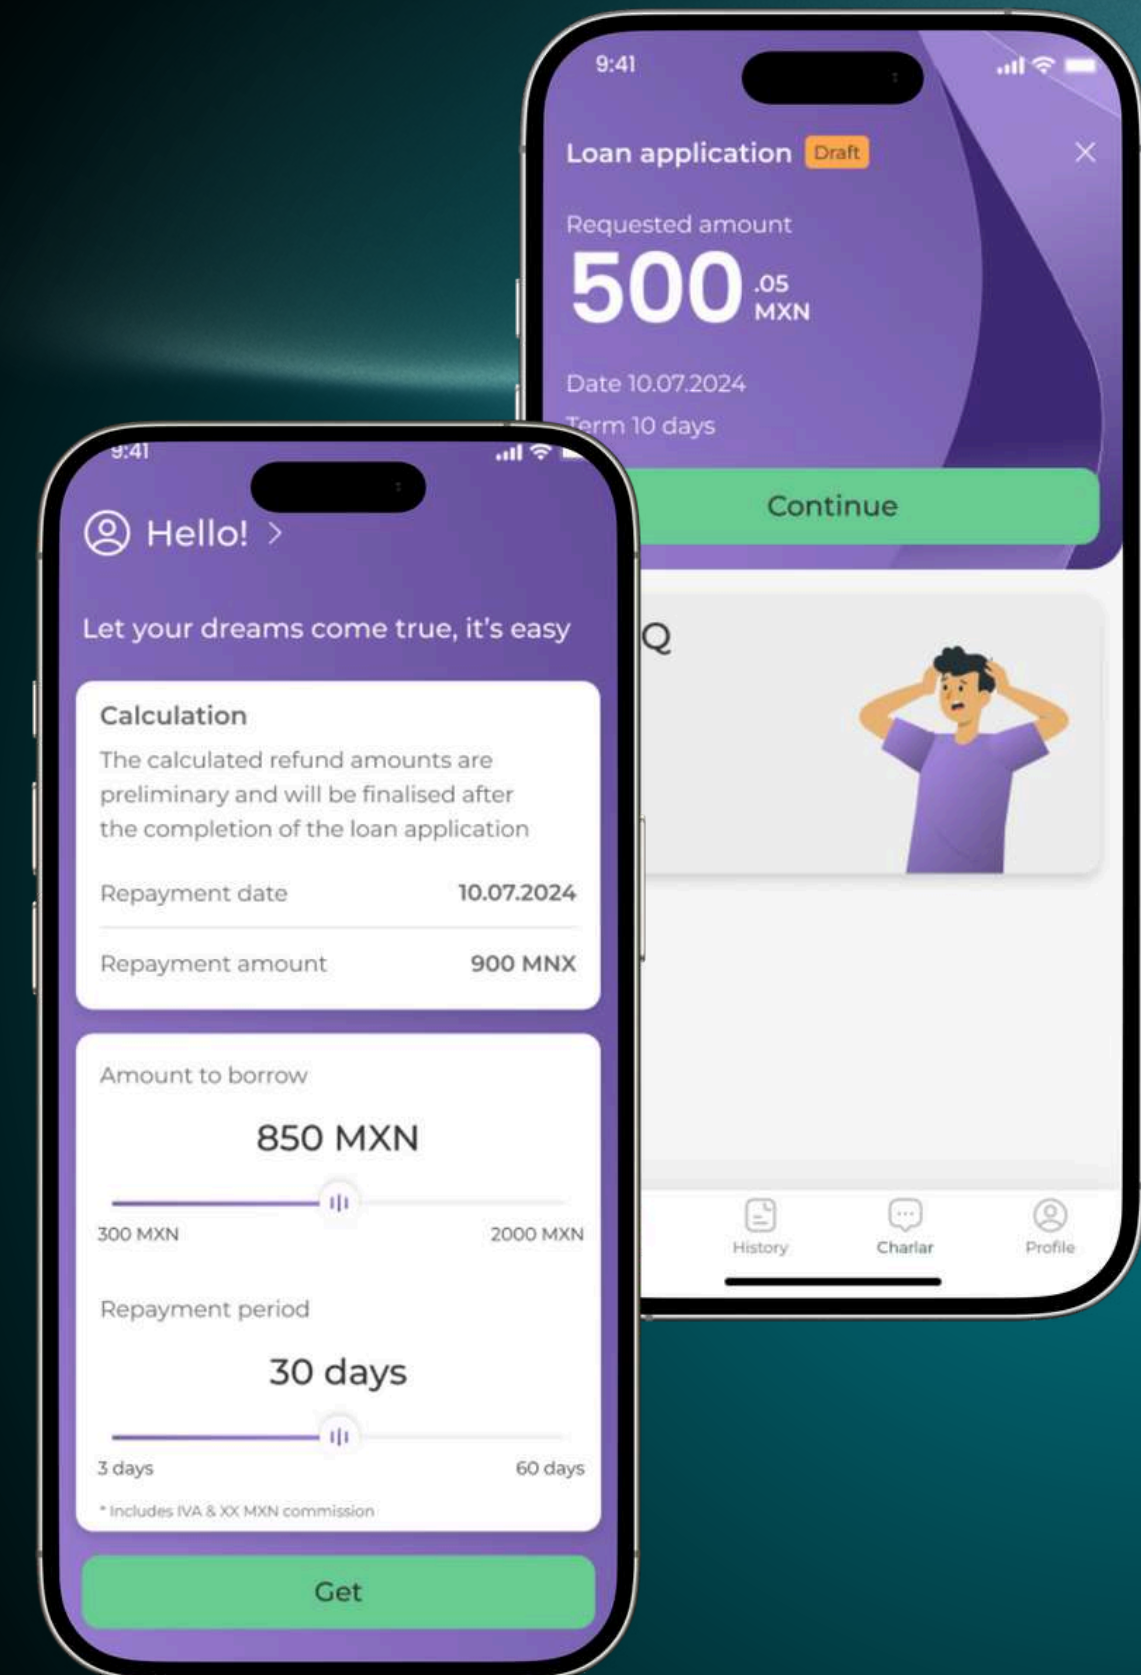 9:41
Loan application Draft
Requested amount
500 .05 MXN
Date 10.07.2024
Term 10 days
Continue
Q
History
Charlar
Profile
9:41
Hello!
Let your dreams come true, it's easy
Calculation
The calculated refund amounts are
preliminary and will be finalised after
the completion of the loan application
Repayment date 10.07.2024
Repayment amount 900 MNX
Amount to borrow
850 MXN
300 MXN 2000 MXN
Repayment period
30 days
3 days 60 days
* Includes IVA & XX MXN commission
Get